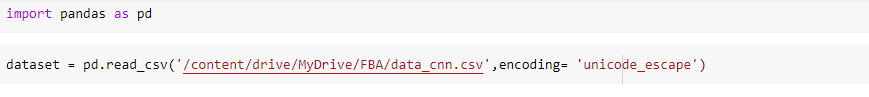 import pandas as pd
dataset = pd.read_csv('/content/drive/MyDrive/FBA/data_cnn.csv',encoding= 'unicode_escape')